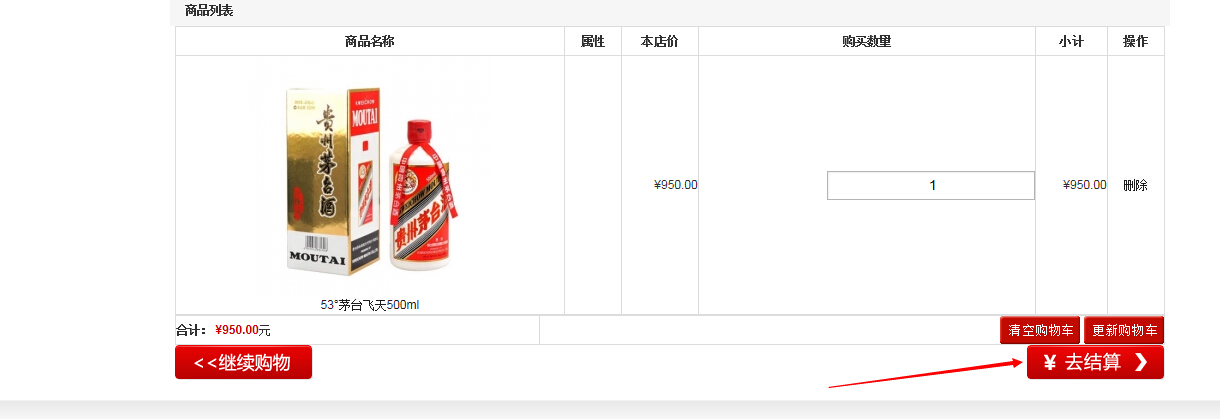 商品列表
商品名称 属性 本店价 购买数量 小计 操作
KWEICHOW
MOUTAI
贵州茅台酒
MOUTAI
贵州茅台酒
¥950.00 1 ¥950.00 删除
53°茅台飞天500ml
合计： ¥950.00元 清空购物车 更新购物车
<<继续购物 ¥ 去结算 ❯